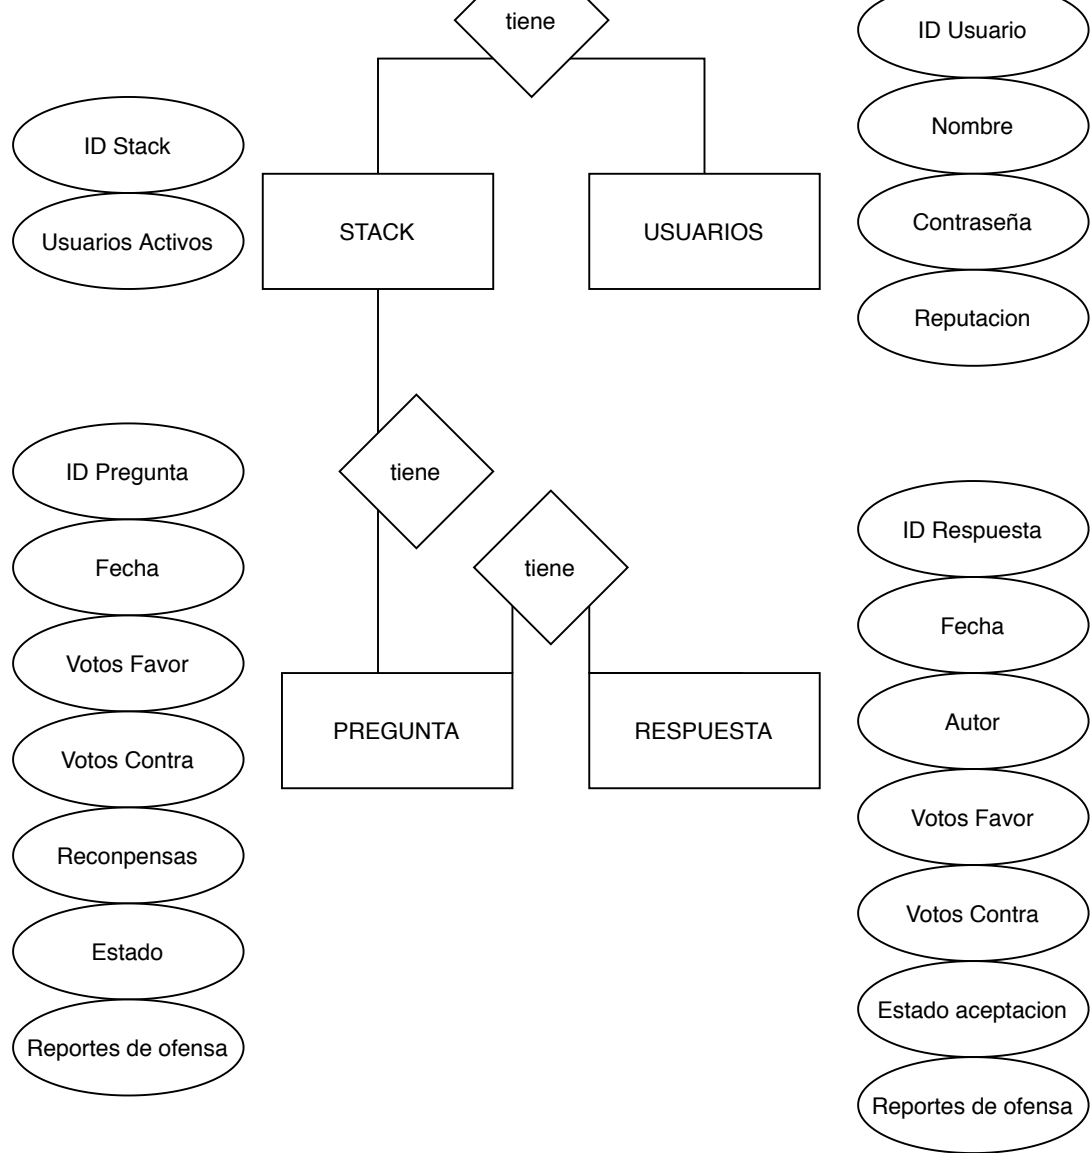 tiene
ID Usuario
Nombre
Contraseña
Reputacion
ID Stack
Usuarios Activos
STACK
USUARIOS
tiene
tiene
ID Pregunta
Fecha
Votos Favor
Votos Contra
Reconpensas
Estado
Reportes de ofensa
PREGUNTA
RESPUESTA
ID Respuesta
Fecha
Autor
Votos Favor
Votos Contra
Estado aceptacion
Reportes de ofensa